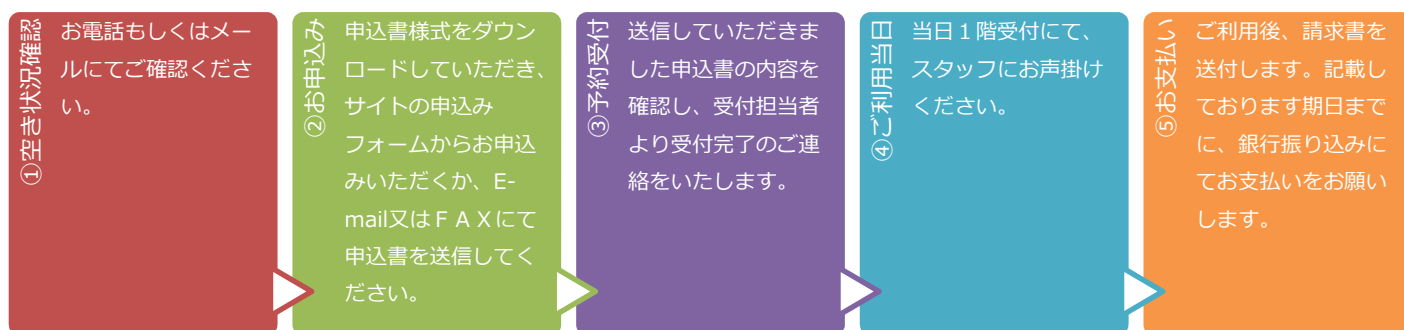 ①空き状況確認
お電話もしくはメー
ルにてご確認くださ
い。
②お申込み
申込書様式をダウン
ロードしていただき、
サイトの申込み
フォームからお申込
みいただくか、E-
mail又はＦＡＸにて
申込書を送信してく
ださい。
③予約受付
送信していただきま
した申込書の内容を
確認し、受付担当者
より受付完了のご連
絡をいたします。
④ご利用当日
当日１階受付にて、
スタッフにお声掛け
ください。
⑤お支払い
ご利用後、請求書を
送付します。記載し
ております期日まで
に、銀行振り込みに
てお支払いをお願い
します。